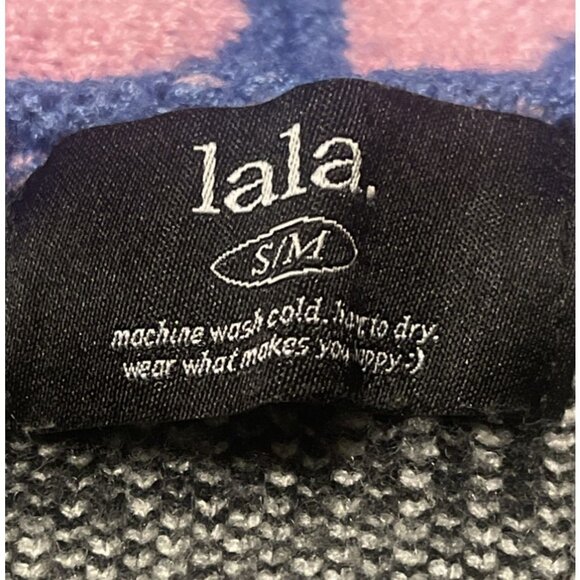 lala.
S/M
machine wash cold. hang to dry.
wear what makes you happy :)